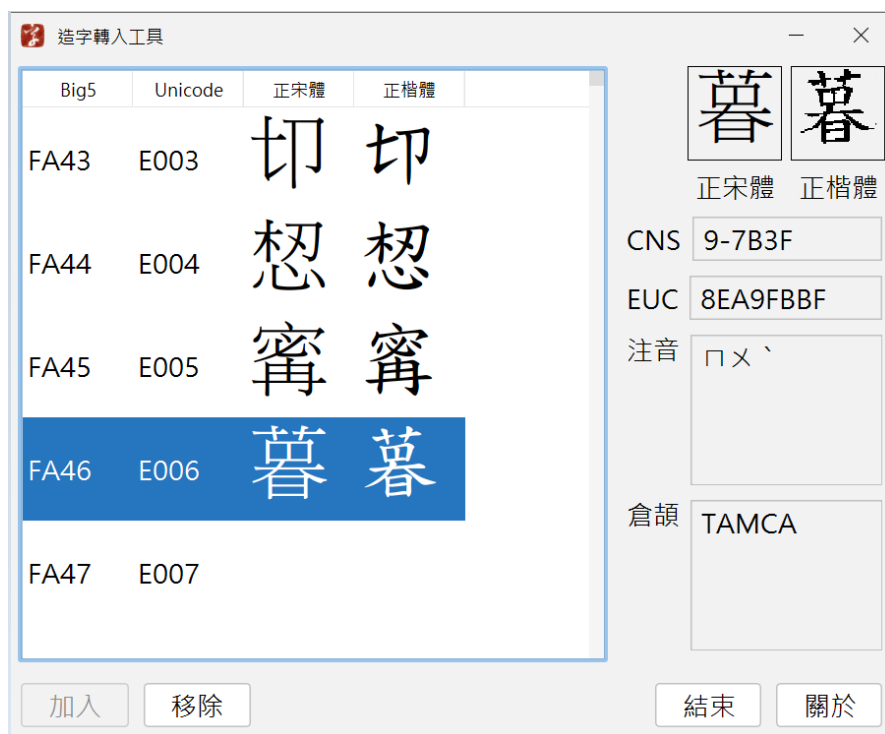 造字轉入工具
Big5 Unicode 正宋體 正楷體
FA43 E003
FA44 E004
FA45 E005
FA46 E006
FA47 E007
正宋體 正楷體
CNS 9-7B3F
EUC 8EA9FBBF
注音 ㄇㄨˋ
倉頡 TAMCA
加入 移除 結束 關於